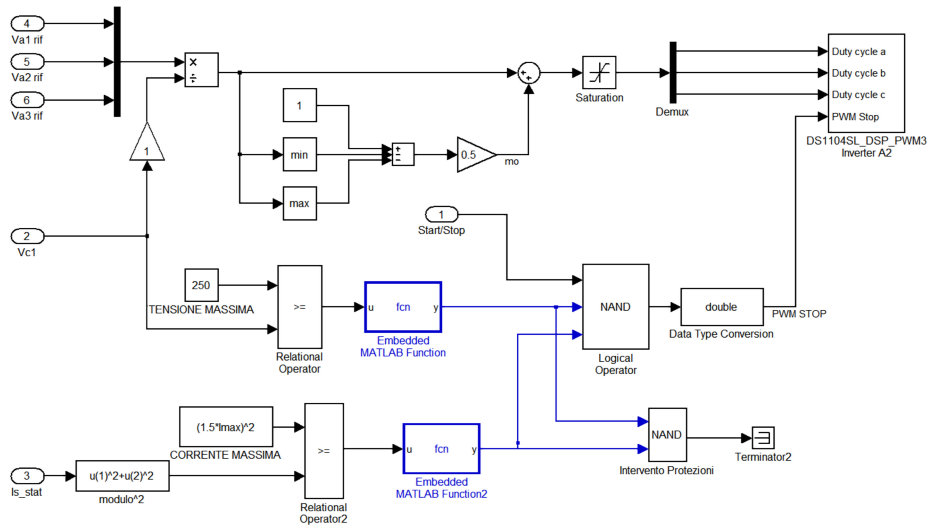 4
Va1 rif
5
Va2 rif
6
Va3 rif
×
÷
1
1
min
max
+
-
-
0.5
mo
+
+
Saturation
Demux
Duty cycle a
Duty cycle b
Duty cycle c
PWM Stop
DS1104SL_DSP_PWM3
Inverter A2
2
Vc1
1
Start/Stop
250
TENSIONE MASSIMA
>=
Relational
Operator
u
fcn
y
Embedded
MATLAB Function
NAND
Logical
Operator
double
Data Type Conversion
PWM STOP
(1.5*Imax)^2
CORRENTE MASSIMA
>=
Relational
Operator2
u
fcn
y
Embedded
MATLAB Function2
NAND
Intervento Protezioni
Terminator2
3
Is_stat
u(1)^2+u(2)^2
modulo^2